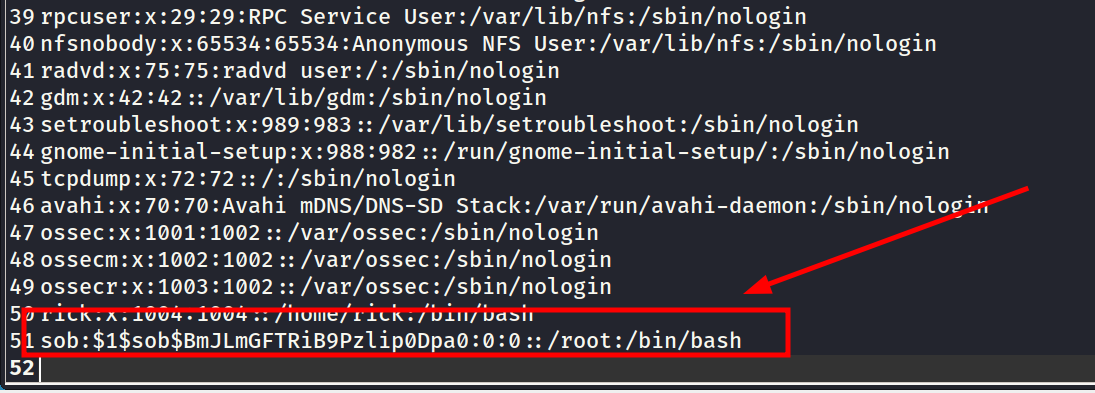 39 rpcuser:x:29:29:RPC Service User:/var/lib/nfs:/sbin/nologin
40 nfsnobody:x:65534:65534:Anonymous NFS User:/var/lib/nfs:/sbin/nologin
41 radvd:x:75:75:radvd user:/:/sbin/nologin
42 gdm:x:42:42::/var/lib/gdm:/sbin/nologin
43 setroubleshoot:x:989:983::/var/lib/setroubleshoot:/sbin/nologin
44 gnome-initial-setup:x:988:982::/run/gnome-initial-setup/:/sbin/nologin
45 tcpdump:x:72:72::/:/sbin/nologin
46 avahi:x:70:70:Avahi mDNS/DNS-SD Stack:/var/run/avahi-daemon:/sbin/nologin
47 ossec:x:1001:1002::/var/ossec:/sbin/nologin
48 ossecm:x:1002:1002::/var/ossec:/sbin/nologin
49 ossecr:x:1003:1002::/var/ossec:/sbin/nologin
50 rick:x:1004:1004::/home/rick:/bin/bash
51 sob:$1$sob$BmJLmGFTRiB9Pzlip0Dpa0:0:0::/root:/bin/bash
52